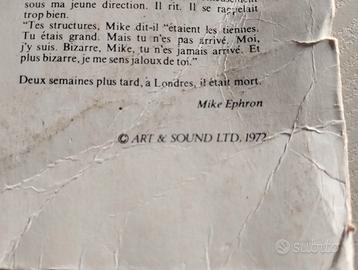 sous ma jeune direction. Il rit. Il se rappelait
trop bien.
"Tes structures, Mike dit-il" étaient les tiennes.
Tu étais grand. Mais tu n'es pas arrivé. Moi,
j'y suis. Bizarre, Mike, tu n'es jamais arrivé. Et
plus bizarre, je me sens jaloux de toi."
Deux semaines plus tard, à Londres, il était mort.
Mike Ephron
© ART & SOUND LTD, 1972
subito